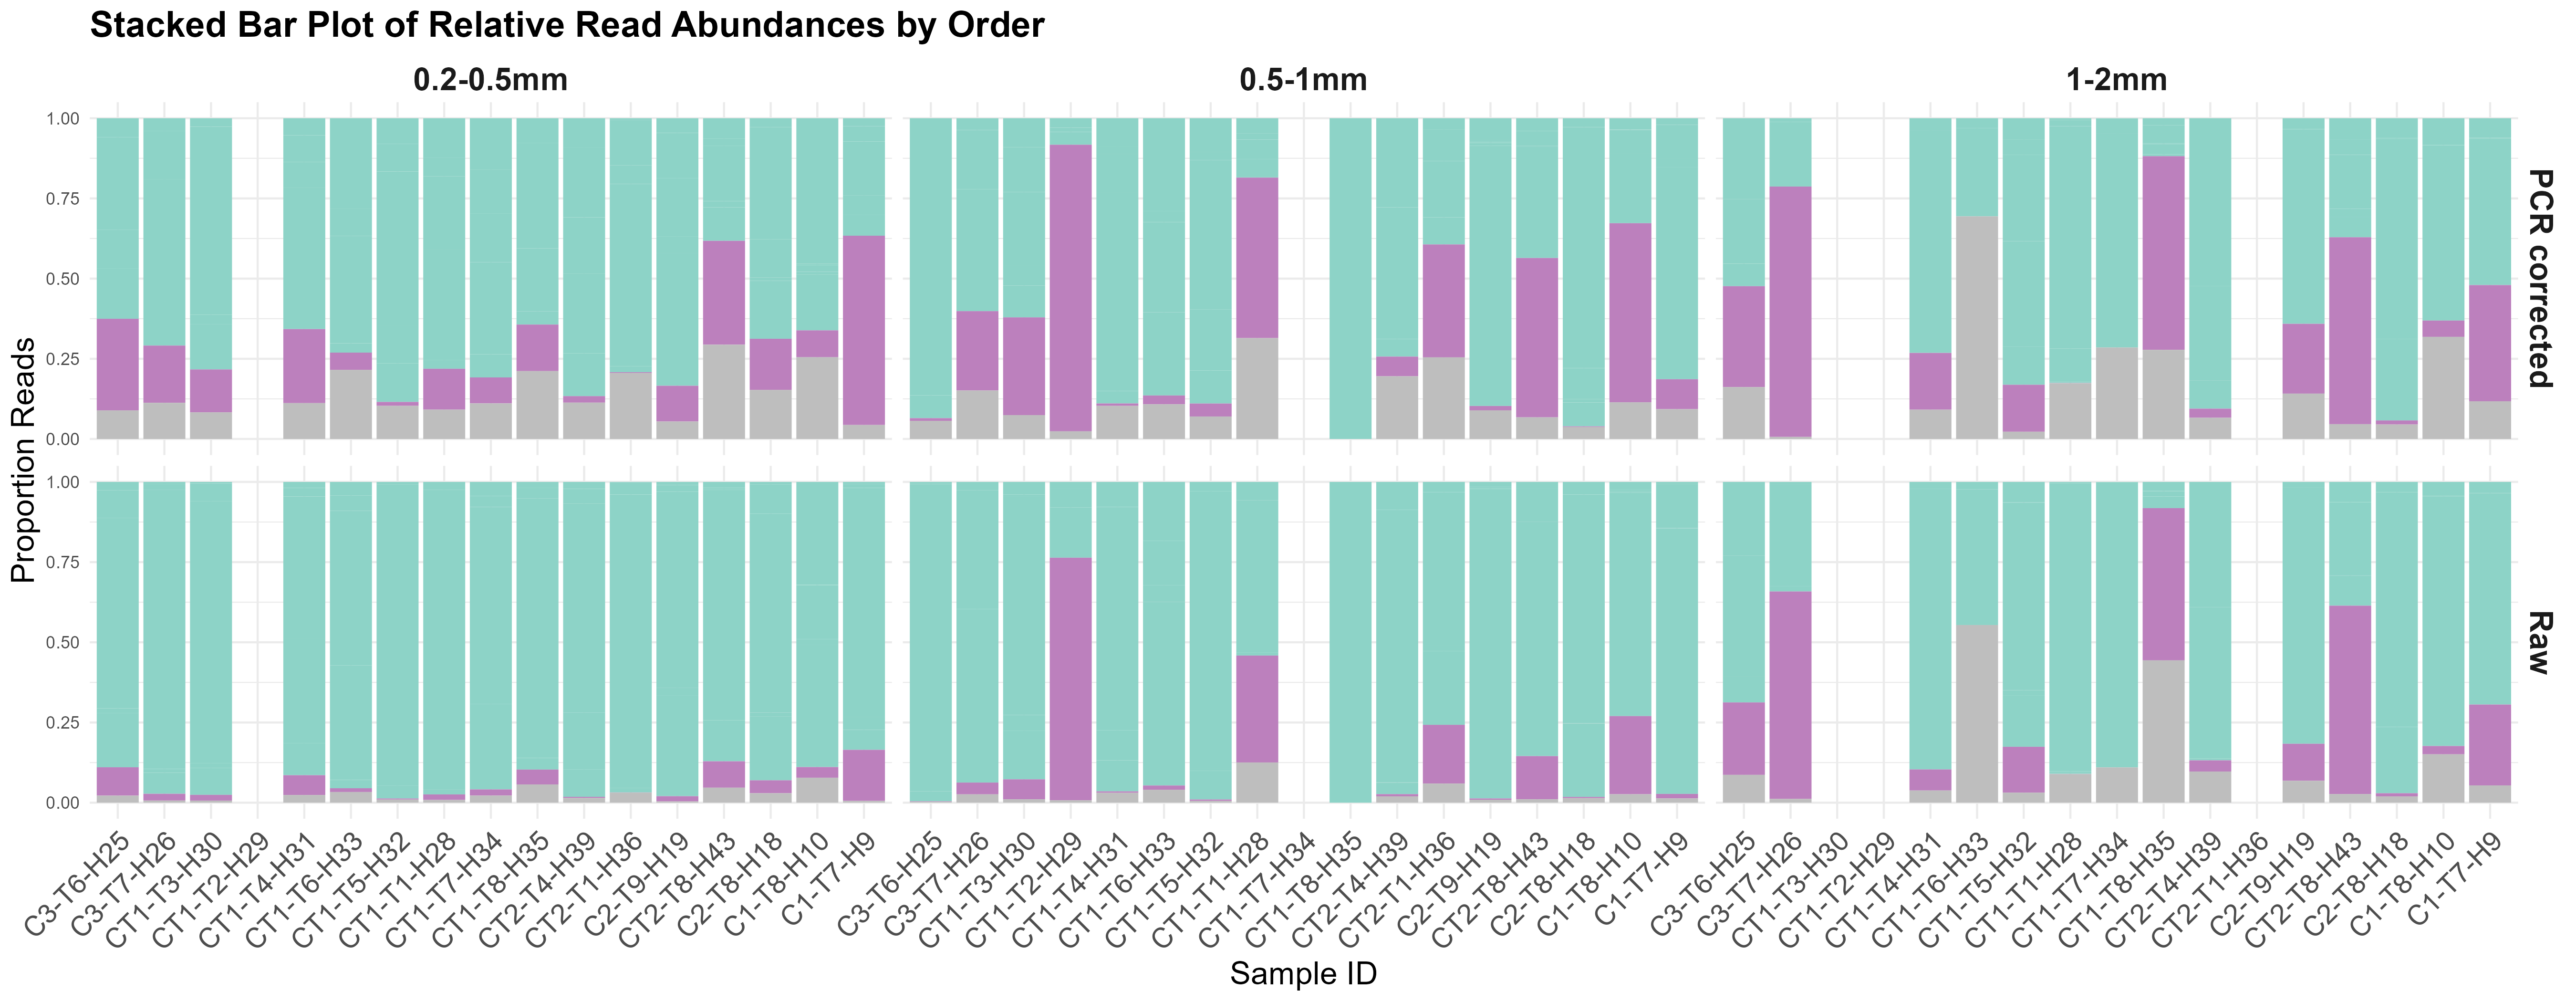 Stacked Bar Plot of Relative Read Abundances by Order
0.2-0.5mm
0.5-1mm
1-2mm
Proportion Reads
1.00
0.75
0.50
0.25
0.00
PCR corrected
1.00
0.75
0.50
0.25
0.00
Raw
C3-T6-H25
C3-T7-H26
CT1-T3-H30
CT1-T2-H29
CT1-T4-H31
CT1-T6-H33
CT1-T5-H32
CT1-T1-H28
CT1-T7-H34
CT1-T8-H35
CT2-T4-H39
CT2-T1-H36
C2-T9-H19
CT2-T8-H43
C2-T8-H18
C1-T8-H10
C1-T7-H9
C3-T6-H25
C3-T7-H26
CT1-T3-H30
CT1-T2-H29
CT1-T4-H31
CT1-T6-H33
CT1-T5-H32
CT1-T1-H28
CT1-T7-H34
CT1-T8-H35
CT2-T4-H39
CT2-T1-H36
C2-T9-H19
CT2-T8-H43
C2-T8-H18
C1-T8-H10
C1-T7-H9
C3-T6-H25
C3-T7-H26
CT1-T3-H30
CT1-T2-H29
CT1-T4-H31
CT1-T6-H33
CT1-T5-H32
CT1-T1-H28
CT1-T7-H34
CT1-T8-H35
CT2-T4-H39
CT2-T1-H36
C2-T9-H19
CT2-T8-H43
C2-T8-H18
C1-T8-H10
C1-T7-H9
Sample ID